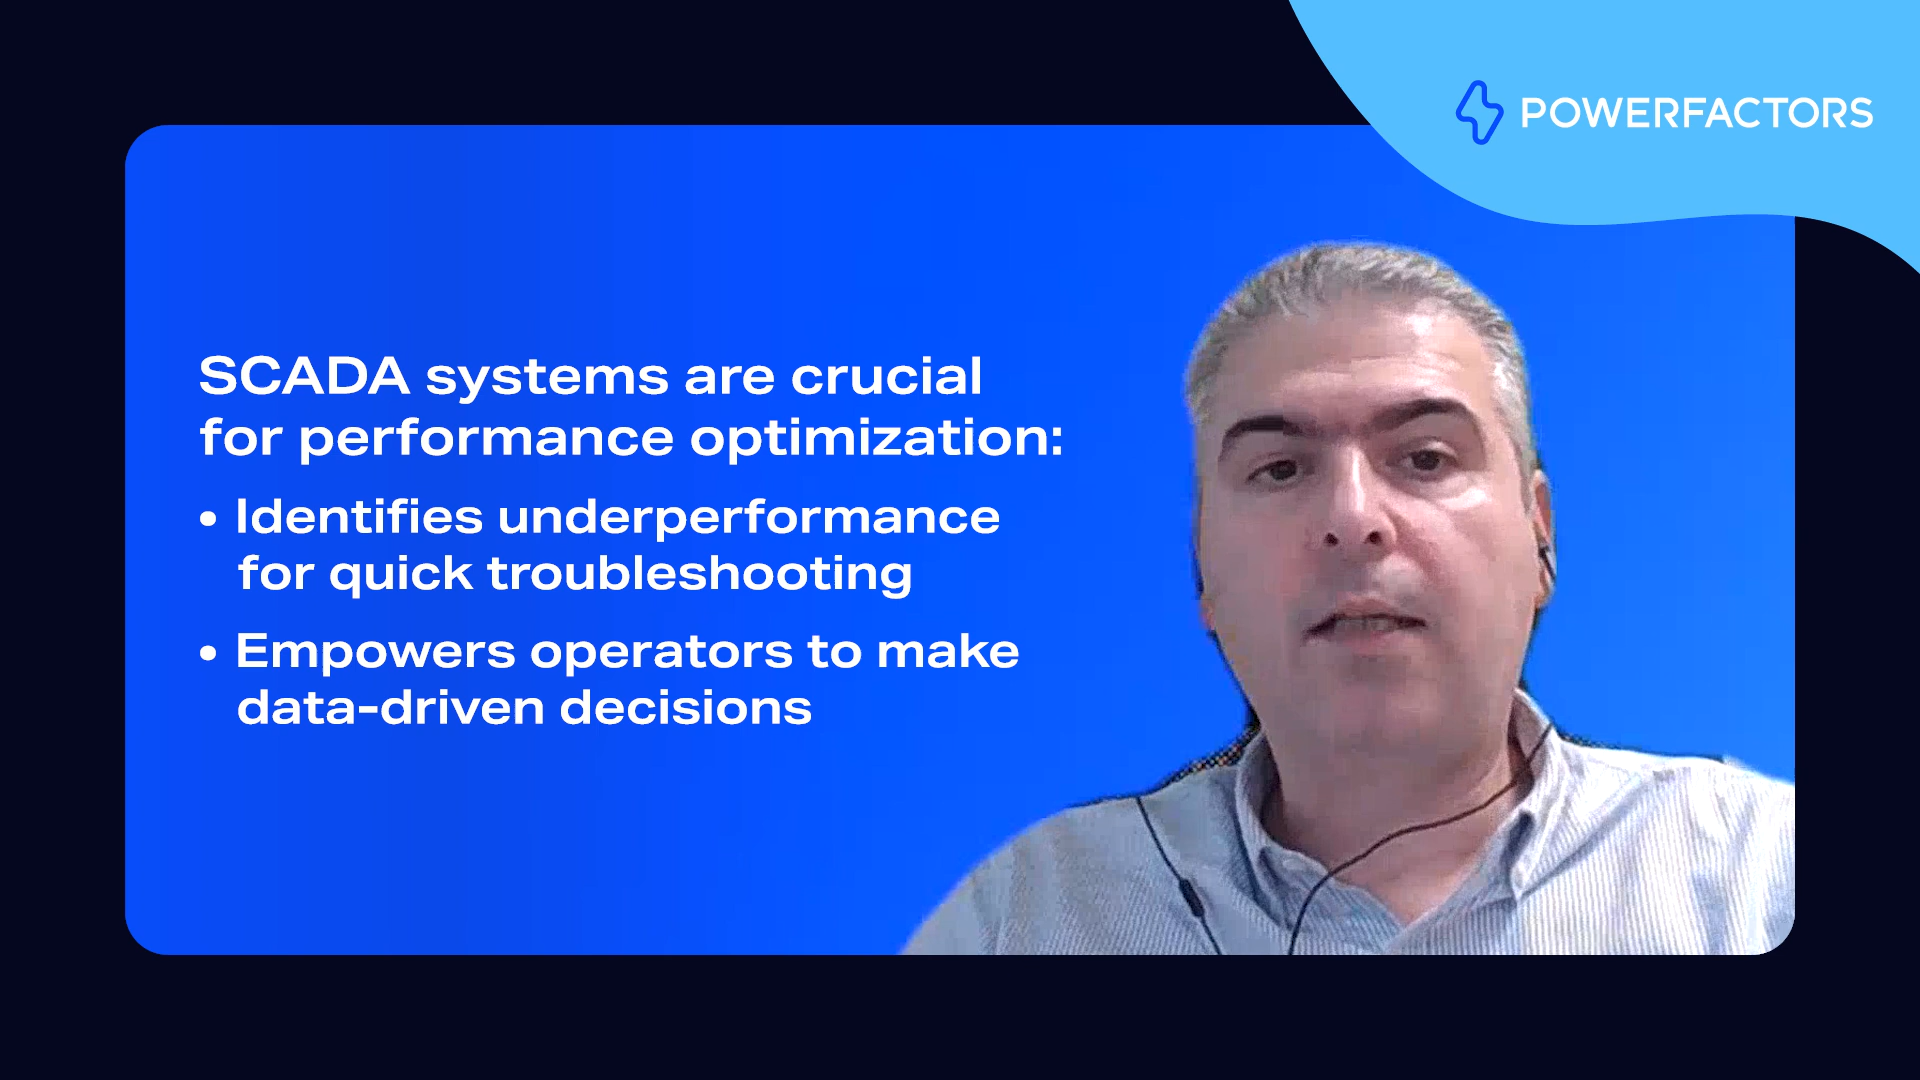 POWERFACTORS
SCADA systems are crucial
for performance optimization:
• Identifies underperformance
for quick troubleshooting
• Empowers operators to make
data-driven decisions